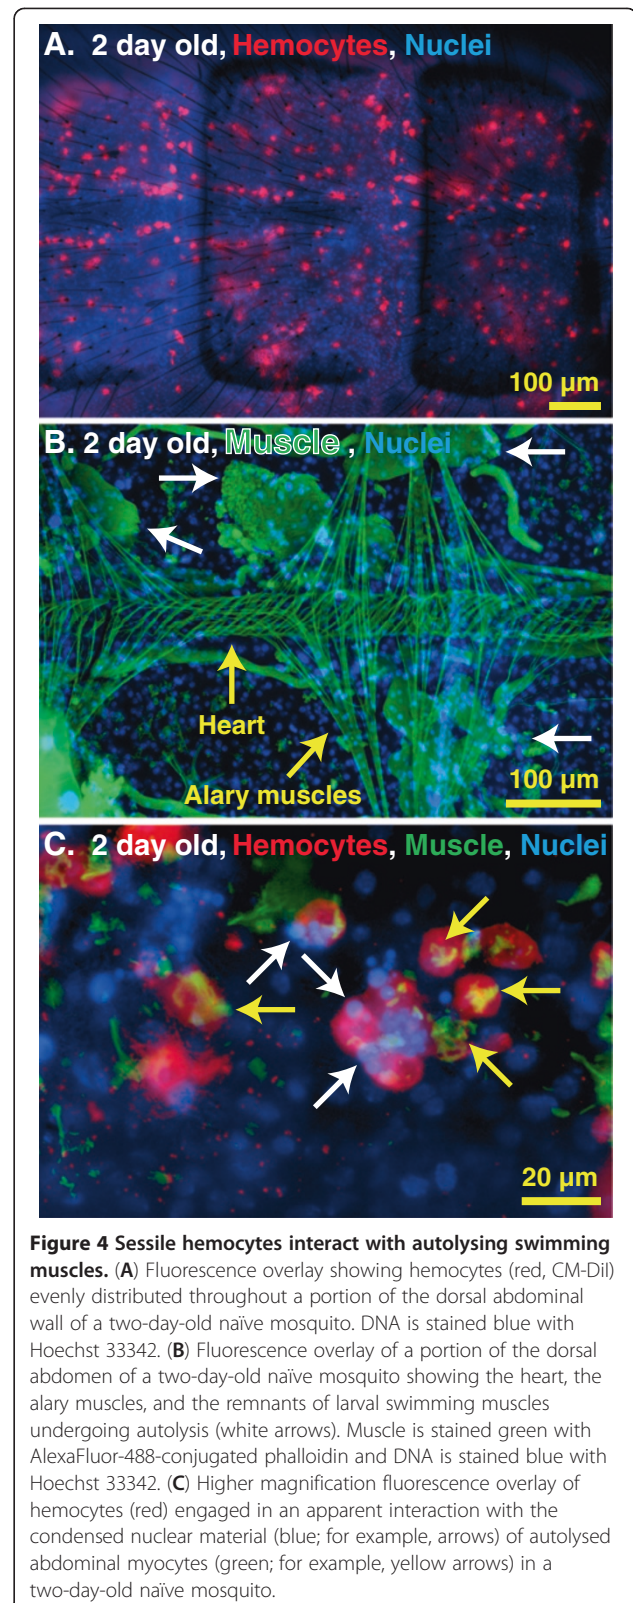 A. 2 day old, Hemocytes, Nuclei
100 µm
B. 2 day old, Muscle, Nuclei
Heart
Alary muscles
100 µm
C. 2 day old, Hemocytes, Muscle, Nuclei
20 µm
Figure 4 Sessile hemocytes interact with autolysing swimming
muscles. (A) Fluorescence overlay showing hemocytes (red, CM-DiI)
evenly distributed throughout a portion of the dorsal abdominal
wall of a two-day-old naïve mosquito. DNA is stained blue with
Hoechst 33342. (B) Fluorescence overlay of a portion of the dorsal
abdomen of a two-day-old naïve mosquito showing the heart, the
alary muscles, and the remnants of larval swimming muscles
undergoing autolysis (white arrows). Muscle is stained green with
AlexaFluor-488-conjugated phalloidin and DNA is stained blue with
Hoechst 33342. (C) Higher magnification fluorescence overlay of
hemocytes (red) engaged in an apparent interaction with the
condensed nuclear material (blue; for example, arrows) of autolysed
abdominal myocytes (green; for example, yellow arrows) in a
two-day-old naïve mosquito.